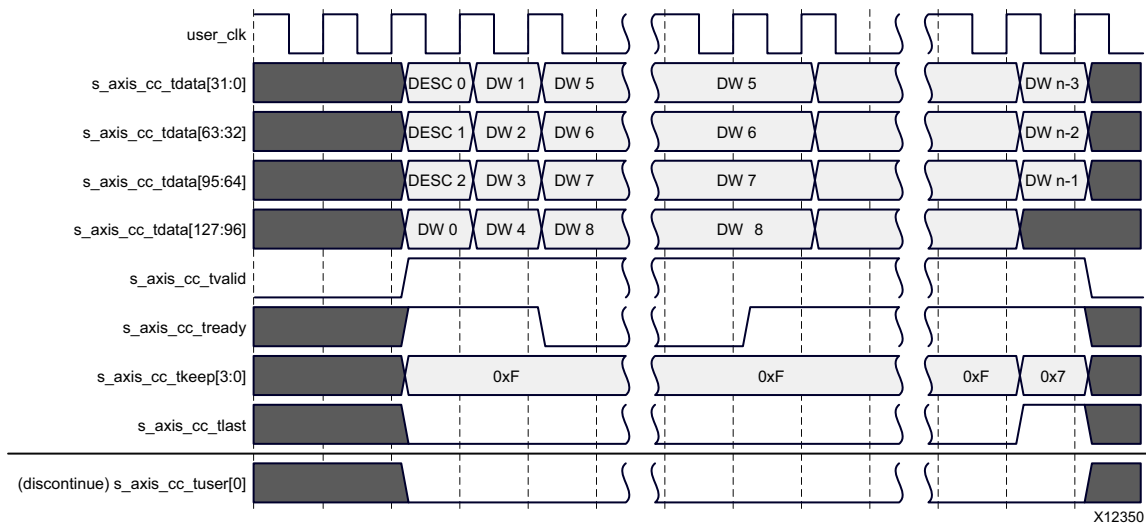 user_clk
s_axis_cc_tdata[31:0] DESC 0 DW 1 DW 5 DW 5 DW n-3
s_axis_cc_tdata[63:32] DESC 1 DW 2 DW 6 DW 6 DW n-2
s_axis_cc_tdata[95:64] DESC 2 DW 3 DW 7 DW 7 DW n-1
s_axis_cc_tdata[127:96] DW 0 DW 4 DW 8 DW 8
s_axis_cc_tvalid
s_axis_cc_tready
s_axis_cc_tkeep[3:0] 0xF 0xF 0xF 0x7
s_axis_cc_tlast
(discontinue) s_axis_cc_tuser[0]
X12350